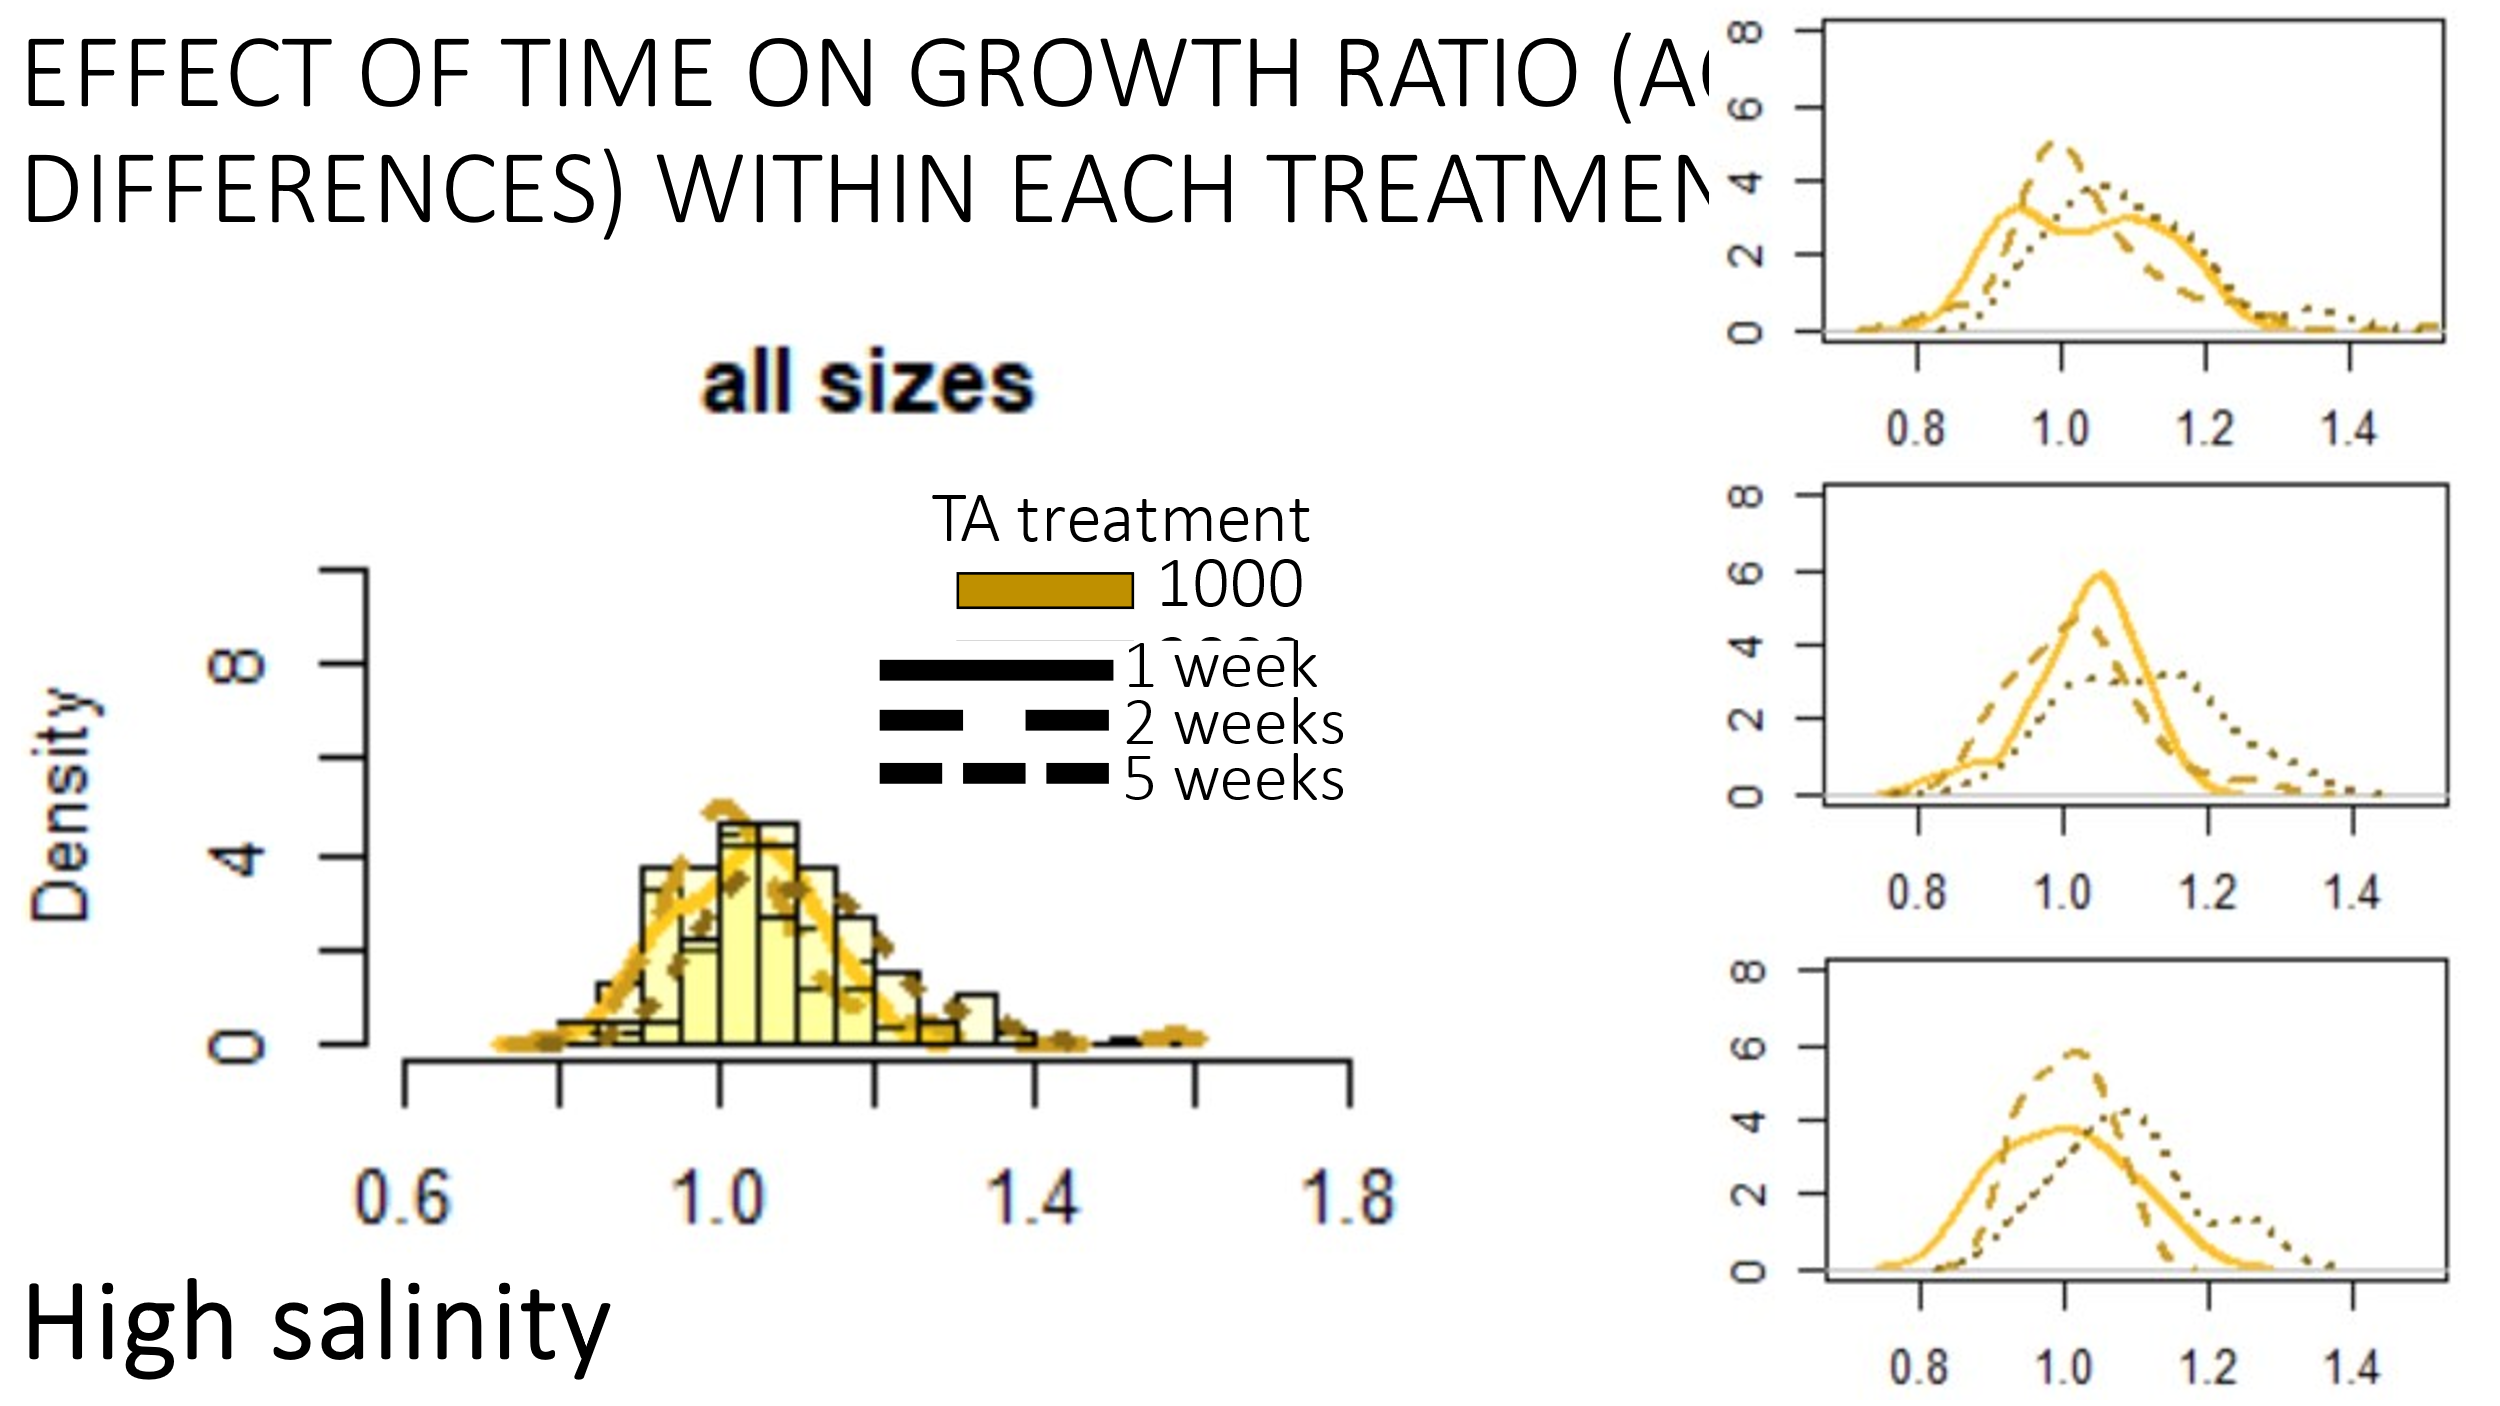 EFFECT OF TIME ON GROWTH RATIO
DIFFERENCES) WITHIN EACH
all sizes
TA treatment
1000
1 week
2 weeks
5 weeks
Density
0 4 8
0.6 1.0 1.4 1.8
High salinity
0 2 4 6 8
0.8 1.0 1.2 1.4
0 2 4 6 8
0.8 1.0 1.2 1.4
0 2 4 6 8
0.8 1.0 1.2 1.4